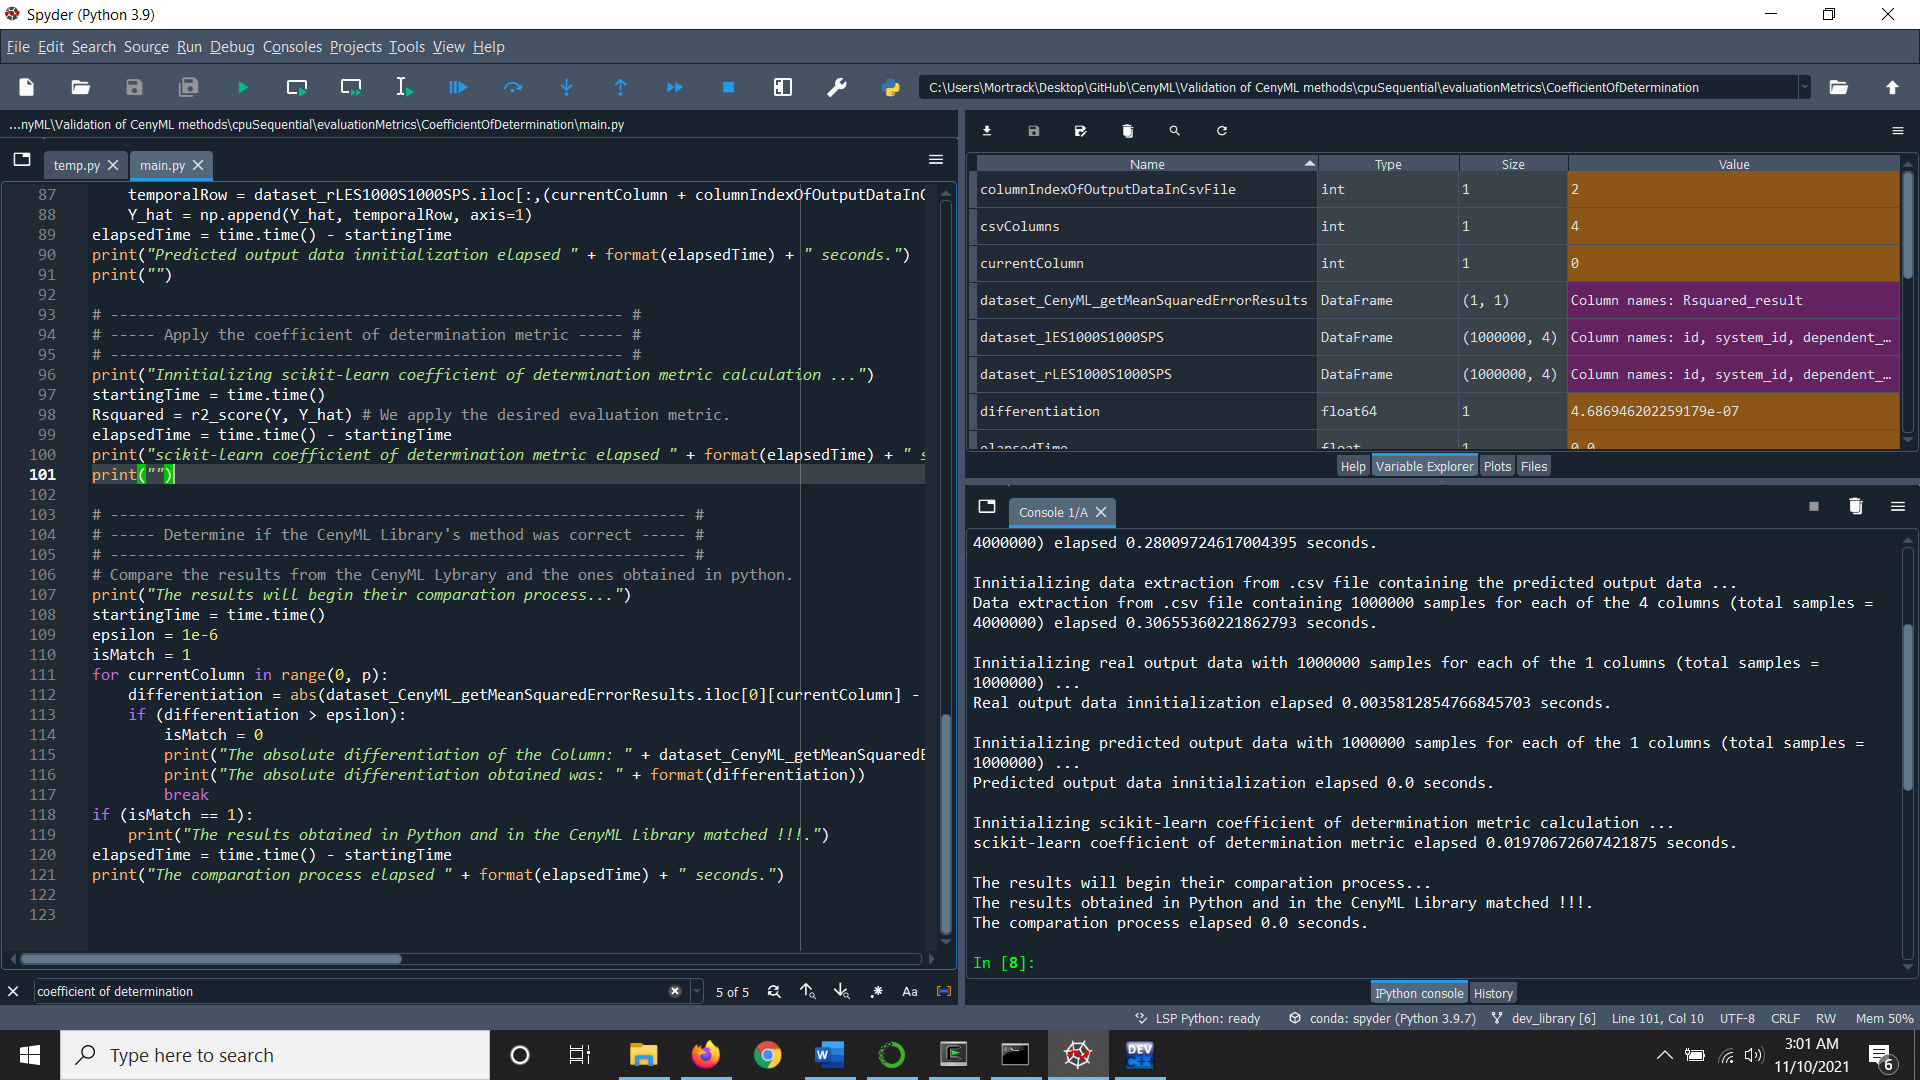 Spyder (Python 3.9)
File Edit Search Source Run Debug Consoles Projects Tools View Help
C:\Users\Mortrack\Desktop\GitHub\CenyML\Validation of CenyML methods\cpuSequential\evaluationMetrics\CoefficientOfDetermination
...nyML\Validation of CenyML methods\cpuSequential\evaluationMetrics\CoefficientOfDetermination\main.py
temp.py
main.py
87 temporalRow = dataset_rLES1000S1000SPS.iloc[:,(currentColumn + columnIndexOfOutputDataInC
88 Y_hat = np.append(Y_hat, temporalRow, axis=1)
89 elapsedTime = time.time() - startingTime
90 print("Predicted output data innitialization elapsed " + format(elapsedTime) + " seconds.")
91 print("")
92
93 # --------------------------------------------------------- #
94 # ----- Apply the coefficient of determination metric ----- #
95 # --------------------------------------------------------- #
96 print("Innitializing scikit-learn coefficient of determination metric calculation ...")
97 startingTime = time.time()
98 Rsquared = r2_score(Y, Y_hat) # We apply the desired evaluation metric.
99 elapsedTime = time.time() - startingTime
100 print("scikit-learn coefficient of determination metric elapsed " + format(elapsedTime) + " s
101 print("")
102
103 # ---------------------------------------------------------------- #
104 # ----- Determine if the CenyML Library's method was correct ----- #
105 # ---------------------------------------------------------------- #
106 # Compare the results from the CenyML Lybrary and the ones obtained in python.
107 print("The results will begin their comparation process...")
108 startingTime = time.time()
109 epsilon = 1e-6
110 isMatch = 1
111 for currentColumn in range(0, p):
112 differentiation = abs(dataset_CenyML_getMeanSquaredErrorResults.iloc[0][currentColumn] -
113 if (differentiation > epsilon):
114 isMatch = 0
115 print("The absolute differentiation of the Column: " + dataset_CenyML_getMeanSquaredE
116 print("The absolute differentiation obtained was: " + format(differentiation))
117 break
118 if (isMatch == 1):
119 print("The results obtained in Python and in the CenyML Library matched !!!.")
120 elapsedTime = time.time() - startingTime
121 print("The comparation process elapsed " + format(elapsedTime) + " seconds.")
122
123
coefficient of determination
5 of 5
Aa
Name Type Size Value
columnIndexOfOutputDataInCsvFile int 1 2
csvColumns int 1 4
currentColumn int 1 0
dataset_CenyML_getMeanSquaredErrorResults DataFrame (1, 1) Column names: Rsquared_result
dataset_lES1000S1000SPS DataFrame (1000000, 4) Column names: id, system_id, dependent_…
dataset_rLES1000S1000SPS DataFrame (1000000, 4) Column names: id, system_id, dependent_…
differentiation float64 1 4.686946202259179e-07
elapsedTime float 1 0.0
Help Variable Explorer Plots Files
Console 1/A
4000000) elapsed 0.28009724617004395 seconds.
Innitializing data extraction from .csv file containing the predicted output data ...
Data extraction from .csv file containing 1000000 samples for each of the 4 columns (total samples =
4000000) elapsed 0.30655360221862793 seconds.
Innitializing real output data with 1000000 samples for each of the 1 columns (total samples =
1000000) ...
Real output data innitialization elapsed 0.0035812854766845703 seconds.
Innitializing predicted output data with 1000000 samples for each of the 1 columns (total samples =
1000000) ...
Predicted output data innitialization elapsed 0.0 seconds.
Innitializing scikit-learn coefficient of determination metric calculation ...
scikit-learn coefficient of determination metric elapsed 0.01970672607421875 seconds.
The results will begin their comparation process...
The results obtained in Python and in the CenyML Library matched !!!.
The comparation process elapsed 0.0 seconds.
In [8]:
IPython console History
LSP Python: ready conda: spyder (Python 3.9.7) dev_library [6] Line 101, Col 10 UTF-8 CRLF RW Mem 50%
Type here to search
DEV
3:01 AM
11/10/2021
6